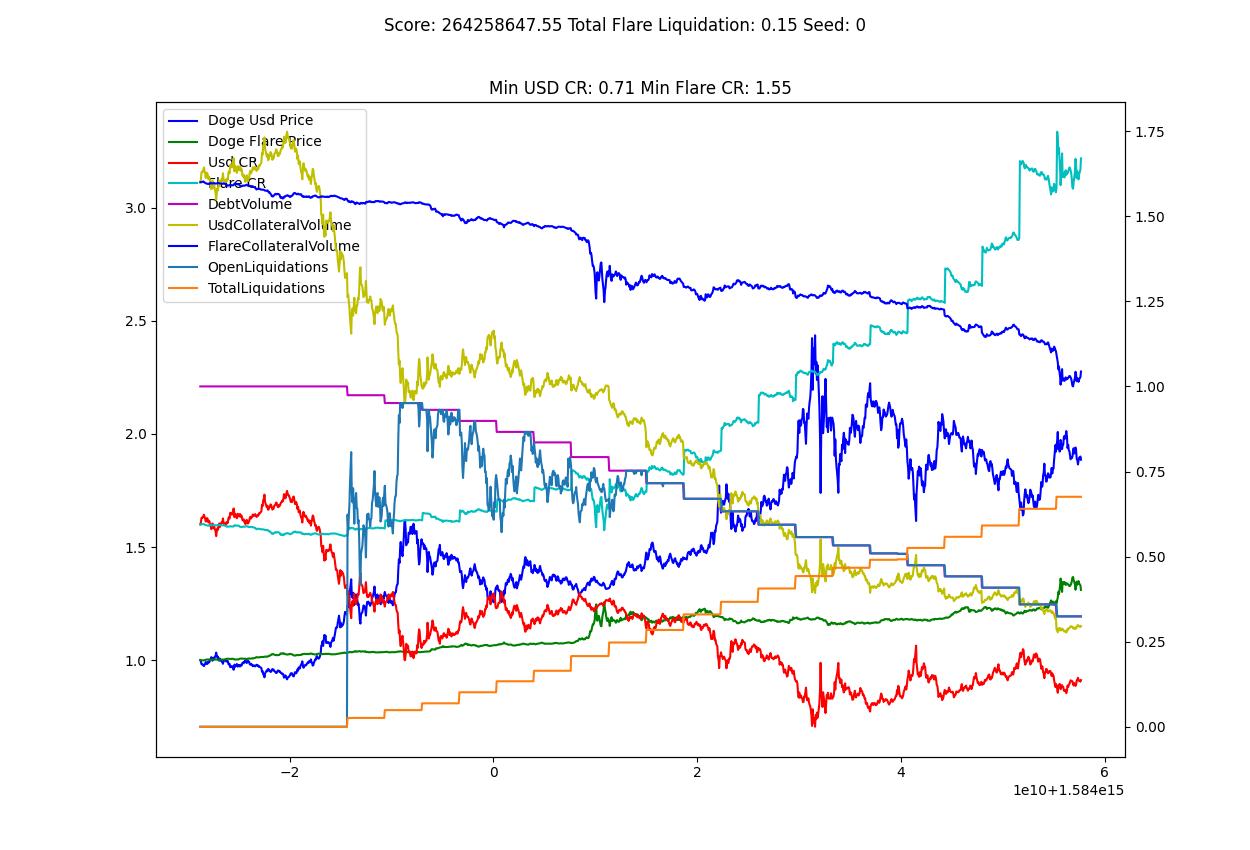 Score: 264258647.55 Total Flare Liquidation: 0.15 Seed: 0
Min USD CR: 0.71 Min Flare CR: 1.55
Doge Usd Price
Doge Flare Price
Usd CR
Flare CR
DebtVolume
UsdCollateralVolume
FlareCollateralVolume
OpenLiquidations
TotalLiquidations
3.0
2.5
2.0
1.5
1.0
1.75
1.50
1.25
1.00
0.75
0.50
0.25
0.00
−2 0 2 4 6
1e10+1.584e15